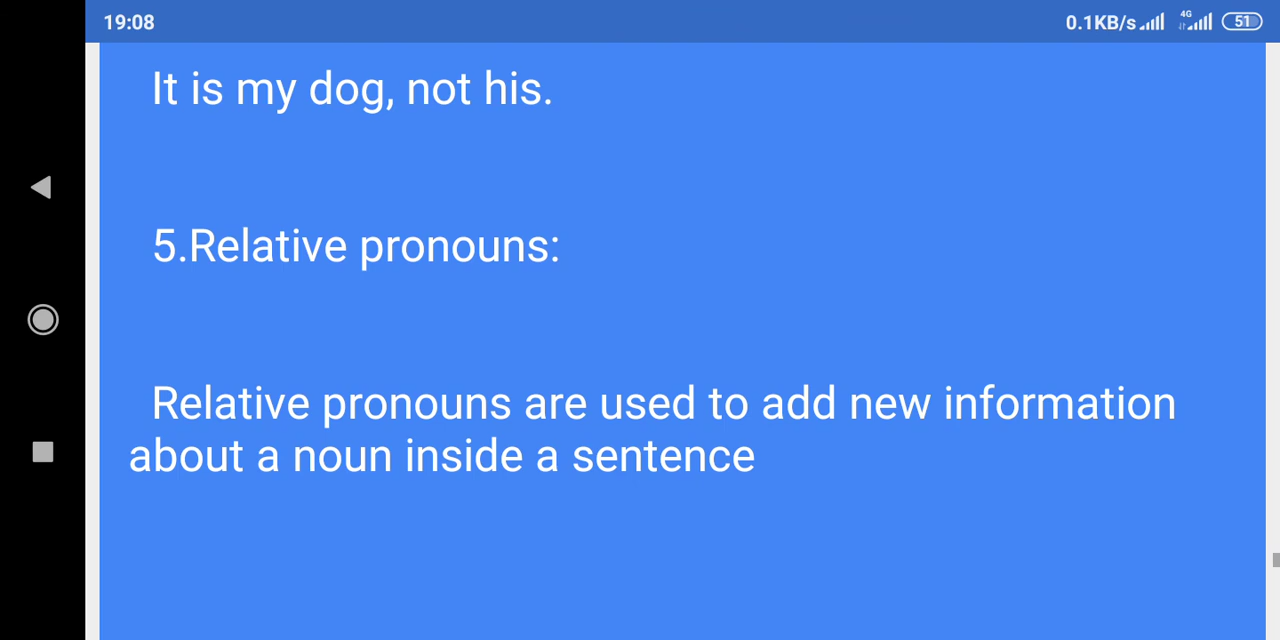 19:08
0.1KB/s 4G 51
It is my dog, not his.
5.Relative pronouns:
Relative pronouns are used to add new information
about a noun inside a sentence